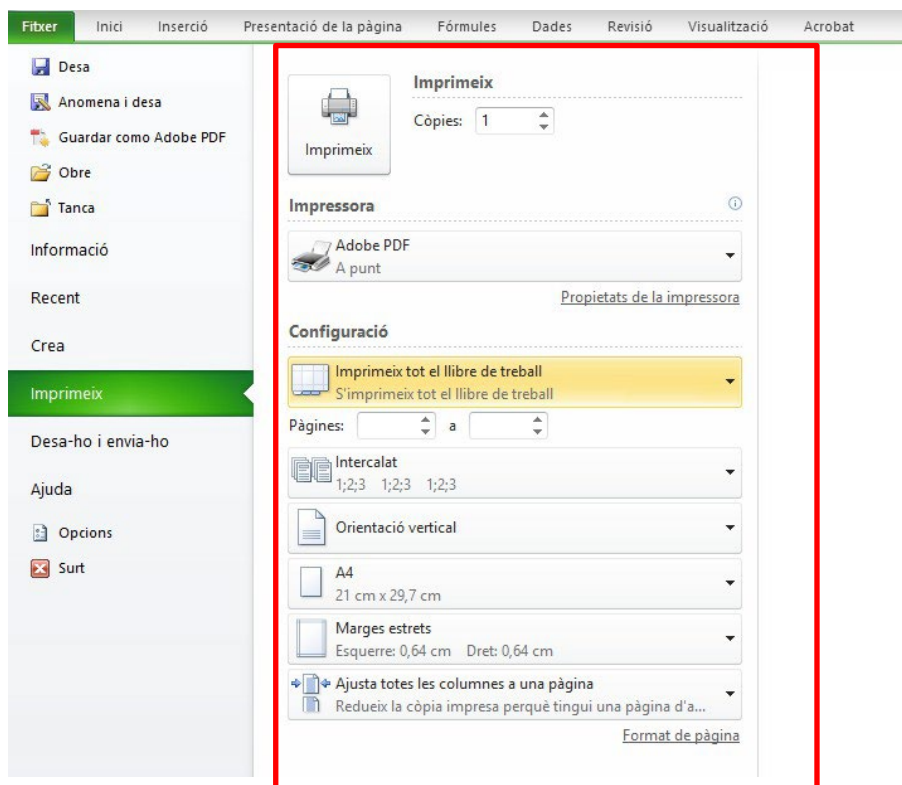 Fitxer Inici Inserció Presentació de la pàgina Fórmules Dades Revisió Visualització Acrobat
Desa
Anomena i desa
Guardar como Adobe PDF
Obre
Tanca
Informació
Recent
Crea
Imprimeix
Desa-ho i envia-ho
Ajuda
Opcions
Surt
Imprimeix
Imprimeix
Còpies: 1
Impressora
Adobe PDF
A punt
Propietats de la impressora
Configuració
Imprimeix tot el llibre de treball
S'imprimeix tot el llibre de treball
Pàgines: a
Intercalat
1;2;3 1;2;3 1;2;3
Orientació vertical
A4
21 cm x 29,7 cm
Marges estrets
Esquerre: 0,64 cm Dret: 0,64 cm
Ajusta totes les columnes a una pàgina
Redueix la còpia impresa perquè tingui una pàgina d'a...
Format de pàgina